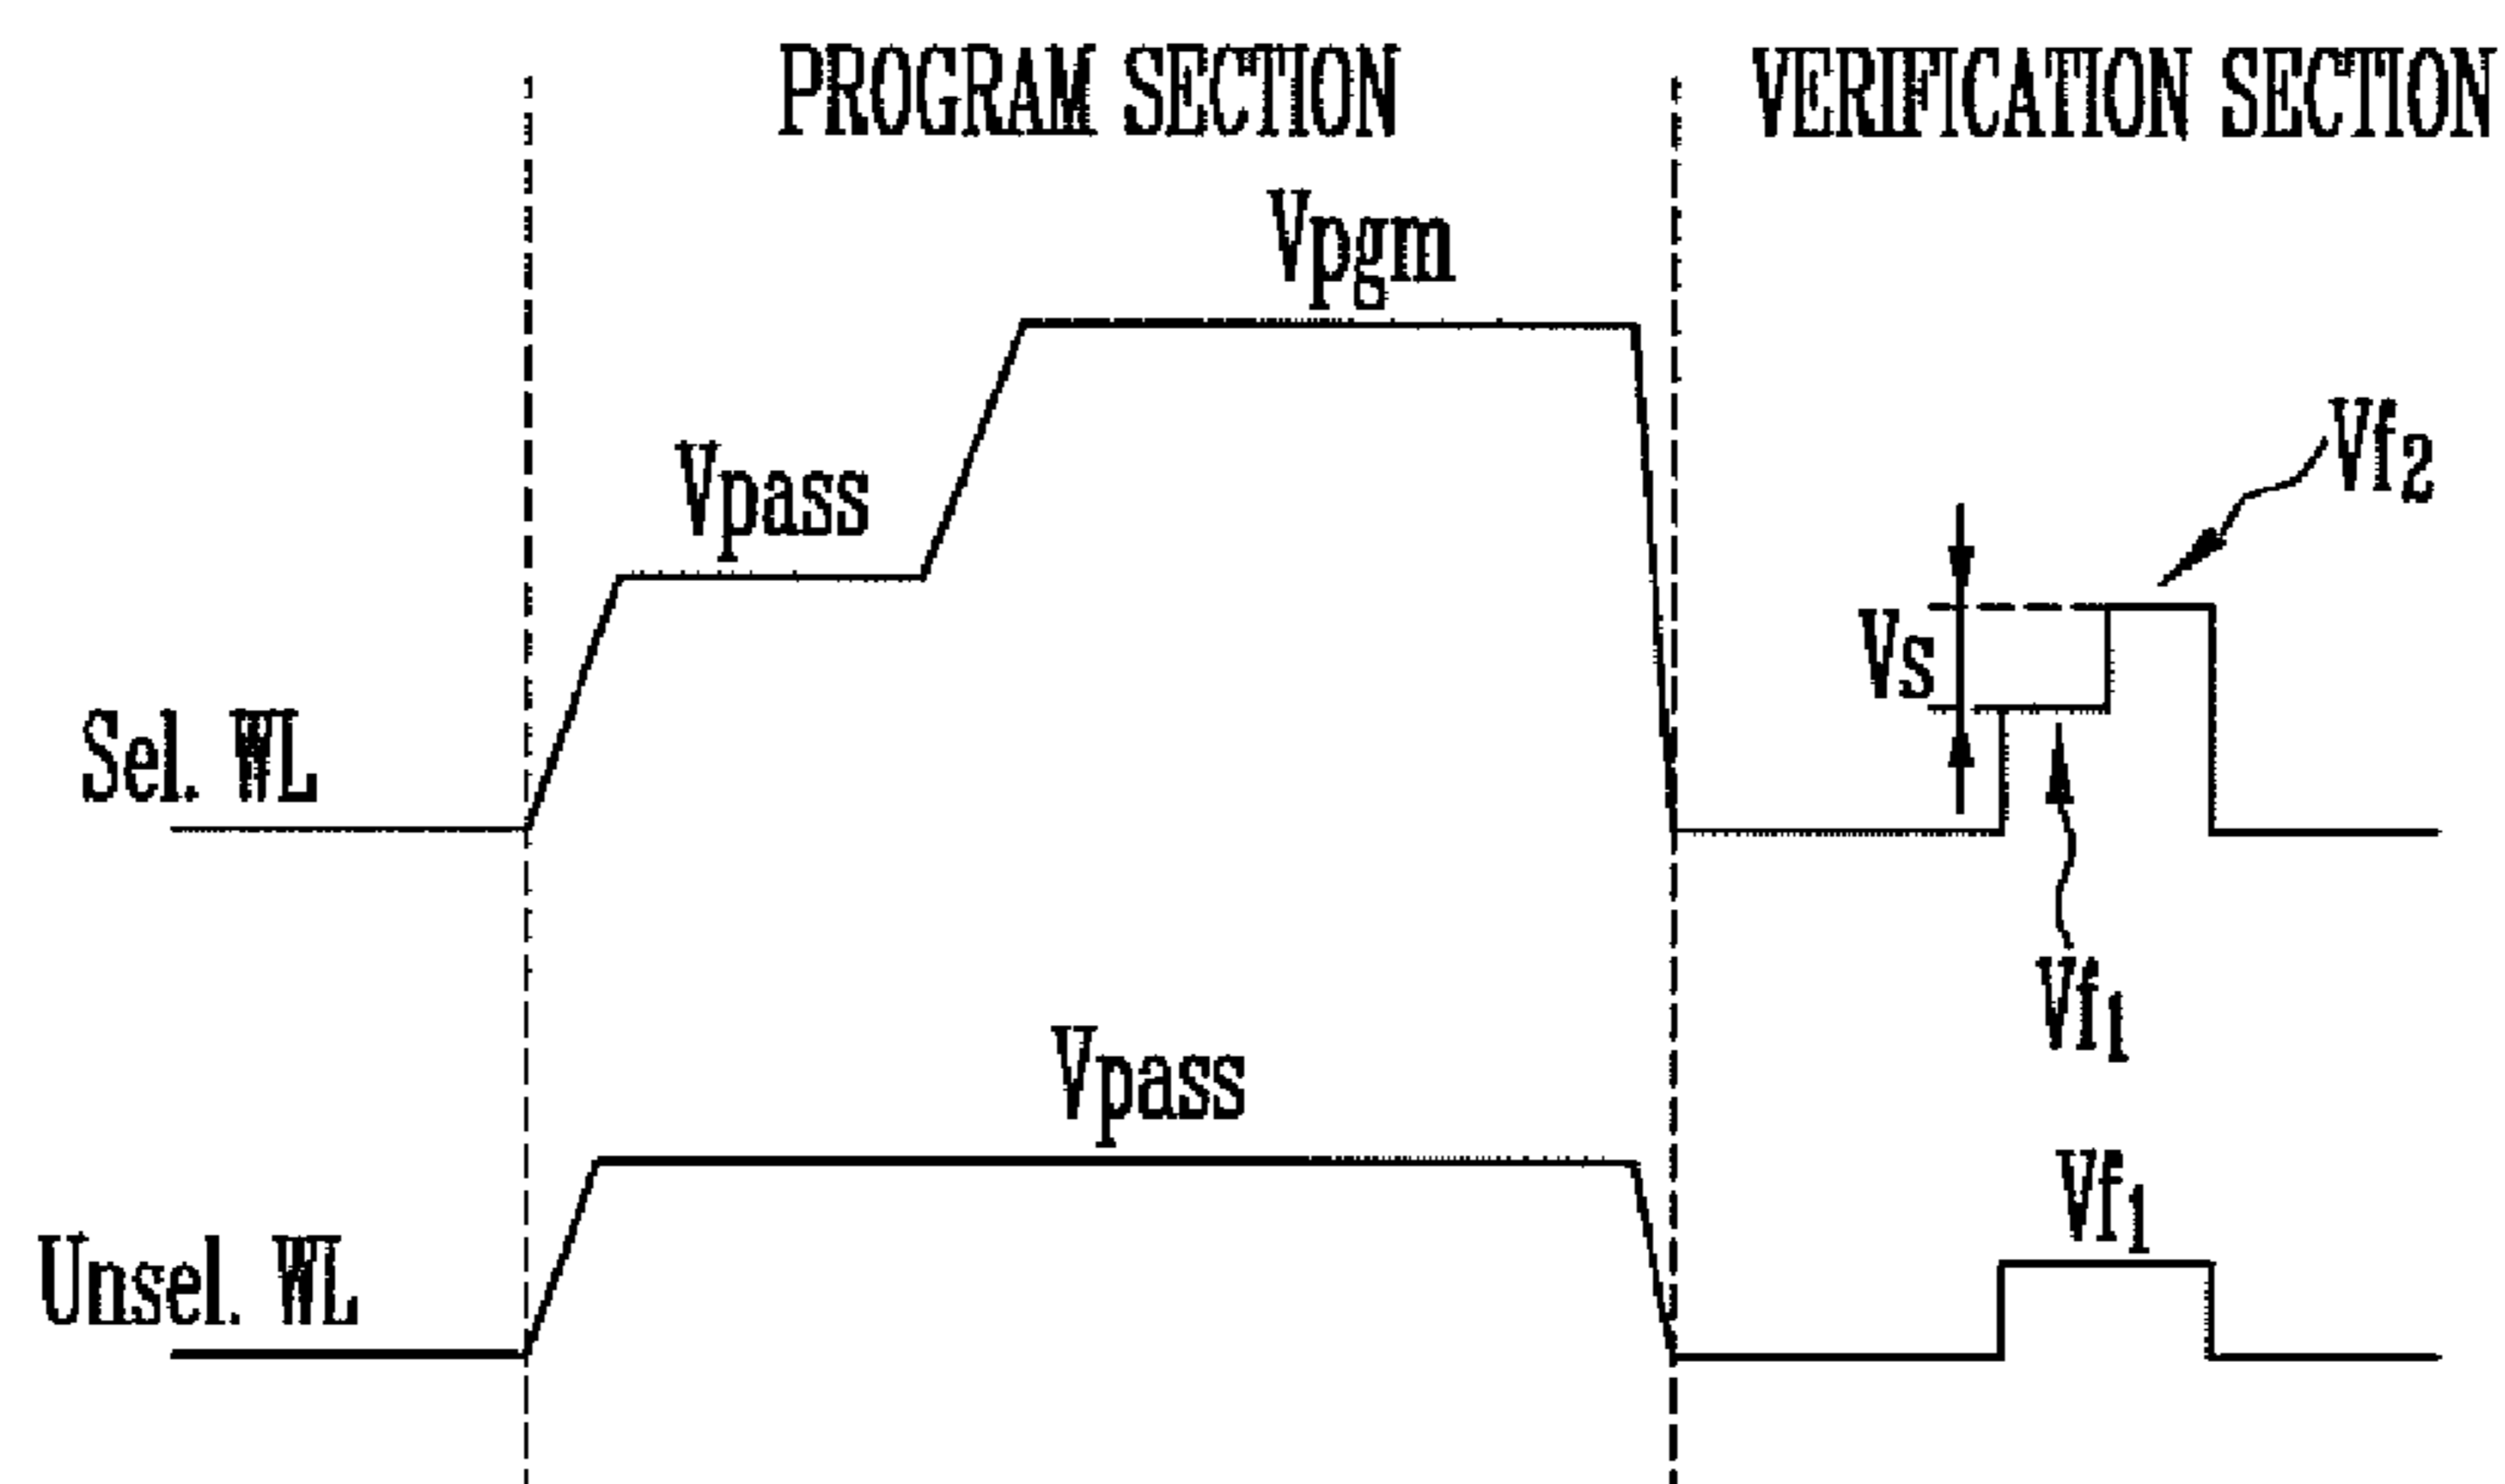 PROGRAM SECTION
VERIFICATION SECTION
Vpgm
Vf2
Vpass
Vs
Sel. WL
Vf1
Vpass
Vf1
Unsel. WL